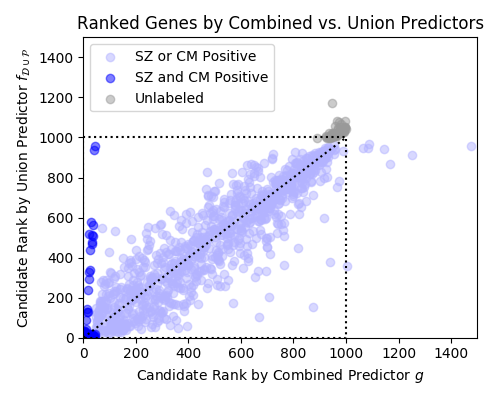 Ranked Genes by Combined vs. Union Predictors
SZ or CM Positive
SZ and CM Positive
Unlabeled
Candidate Rank by Union Predictor f_{𝒟∪𝒫}
1400
1200
1000
800
600
400
200
0
0 200 400 600 800 1000 1200 1400
Candidate Rank by Combined Predictor g